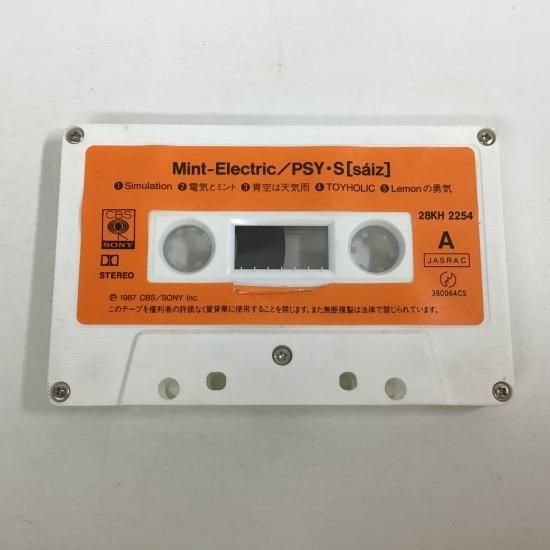 Mint-Electric/PSY・S[sáiz]
❶Simulation ❷電気とミント ❸青空は天気雨 ❹TOYHOLIC ❺Lemonの勇気
CBS
SONY
STEREO
28KH 2254
A
JASRAC
380064CS
Ⓟ 1987 CBS/SONY Inc.
このテープを権利者の許諾なく賃貸業に使用することを禁じます。また無断複製は法律で禁じられています。